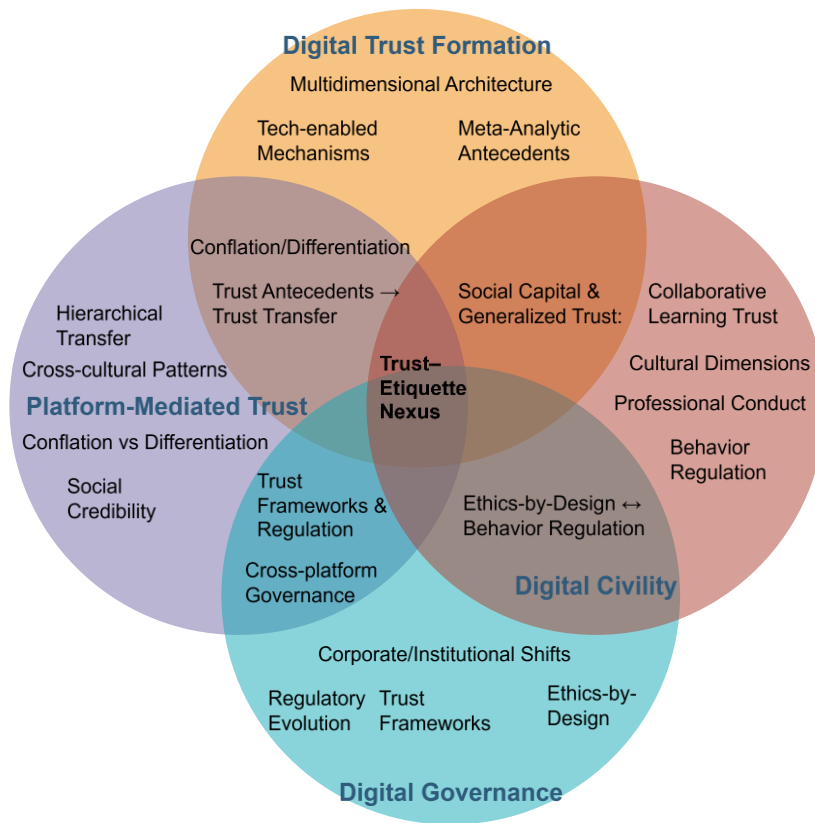 Digital Trust Formation
Multidimensional Architecture
Tech-enabled
Mechanisms
Meta-Analytic
Antecedents
Conflation/Differentiation
Trust Antecedents →
Trust Transfer
Social Capital &
Generalized Trust:
Collaborative
Learning Trust
Hierarchical
Transfer
Cross-cultural Patterns
Platform-Mediated Trust
Conflation vs Differentiation
Social
Credibility
Trust–
Etiquette
Nexus
Cultural Dimensions
Professional Conduct
Behavior
Regulation
Trust
Frameworks &
Regulation
Cross-platform
Governance
Ethics-by-Design ↔
Behavior Regulation
Digital Civility
Corporate/Institutional Shifts
Regulatory
Evolution
Trust
Frameworks
Ethics-by-
Design
Digital Governance